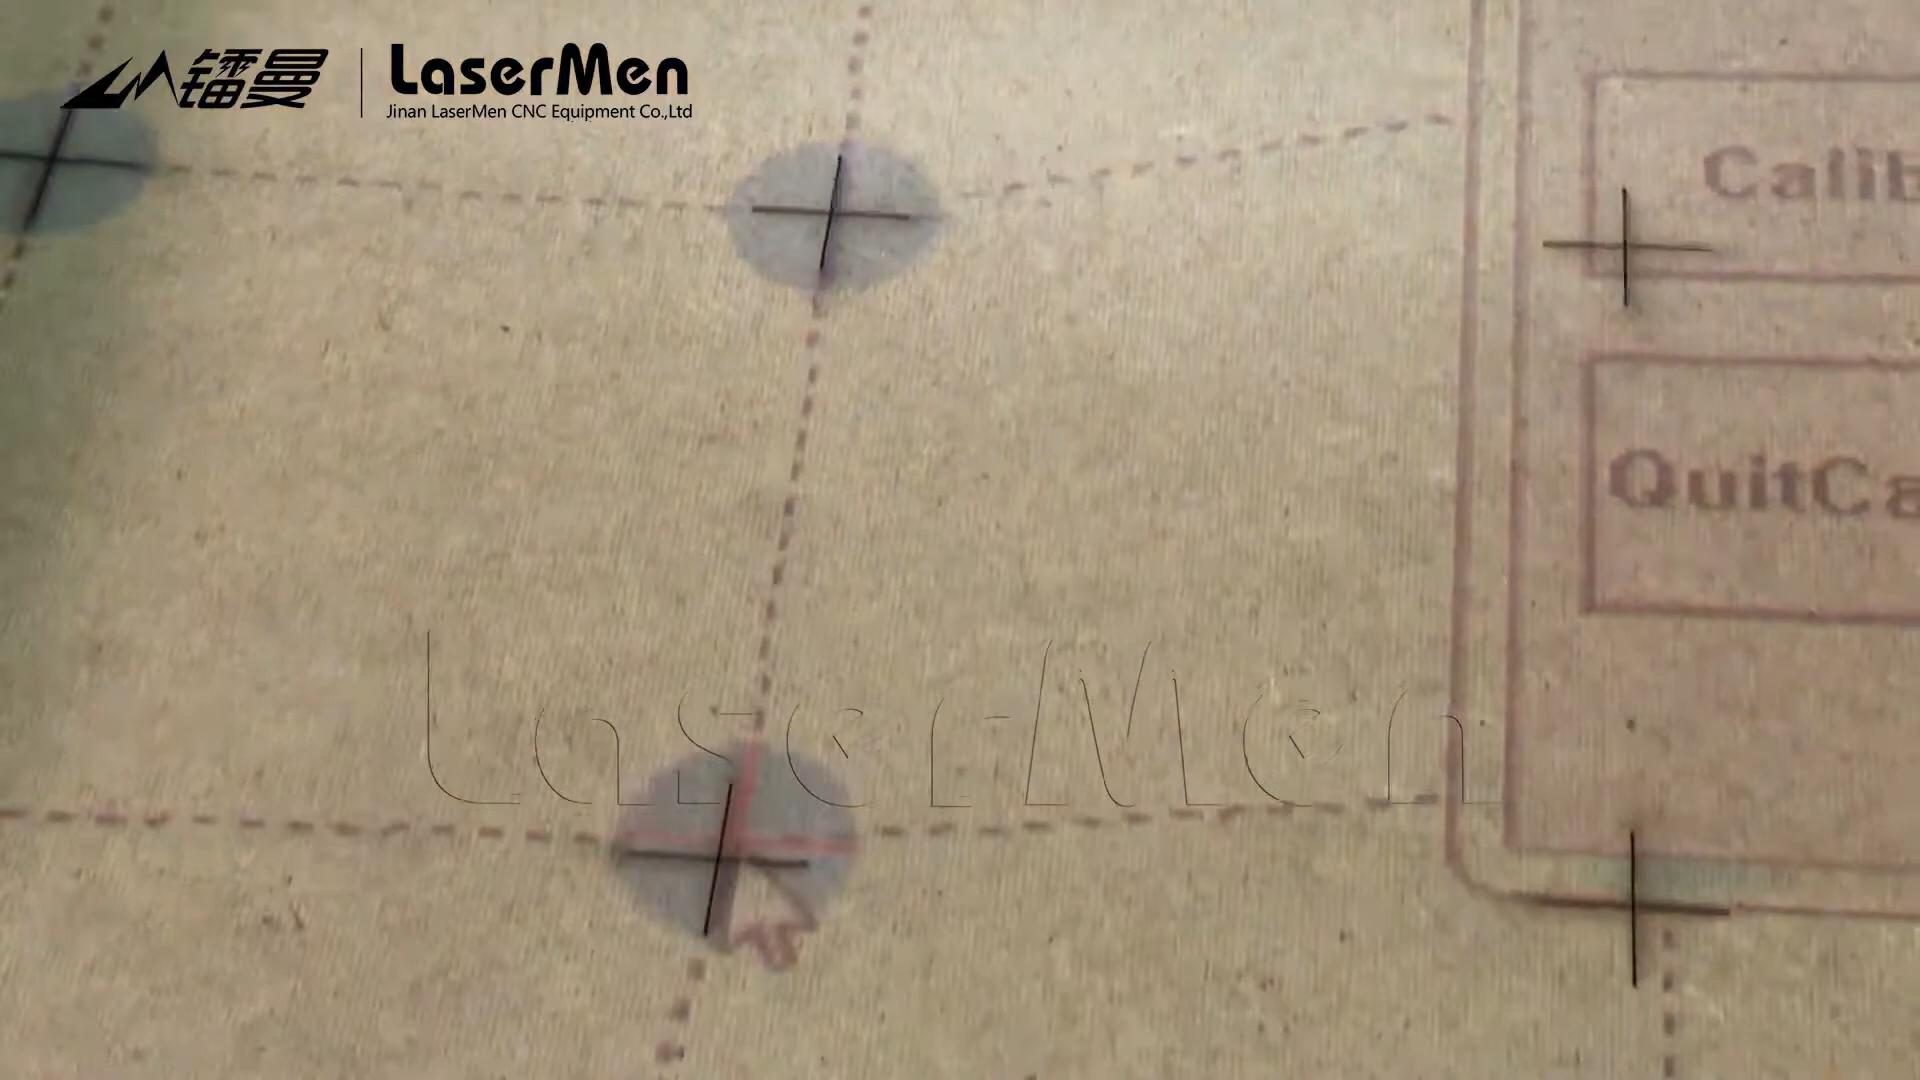 镭曼
LaserMen
Jinan LaserMen CNC Equipment Co.,Ltd
Calib
QuitCa
LaserMen